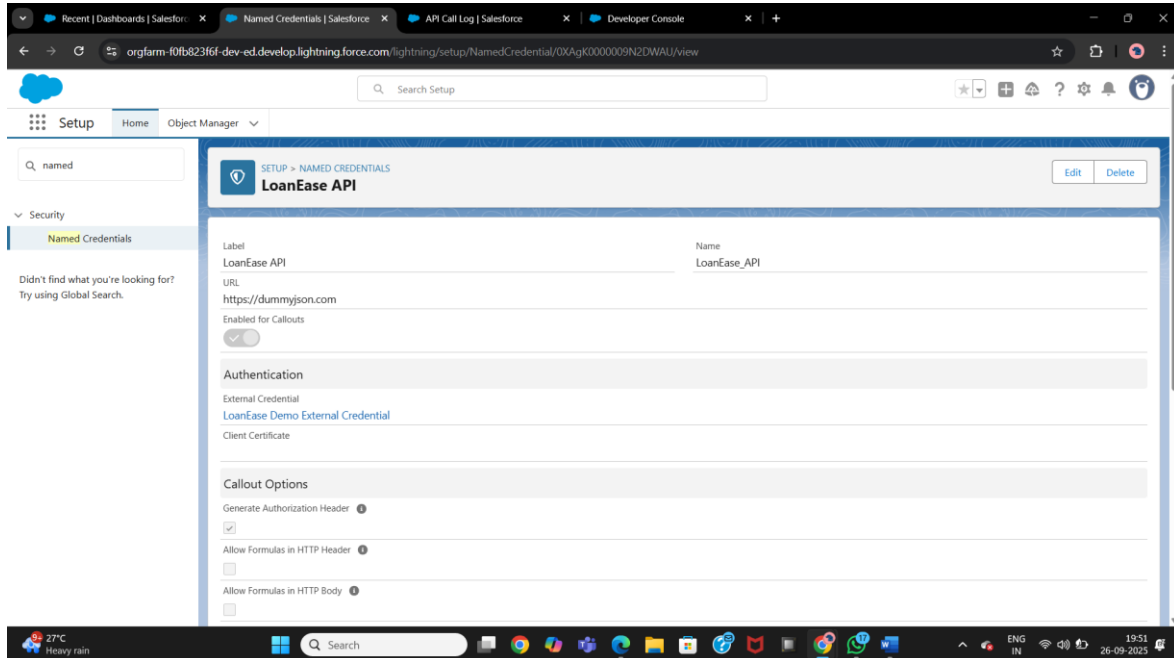 Recent | Dashboards | Salesforc
Named Credentials | Salesforce
API Call Log | Salesforce
Developer Console
orgfarm-f0fb823f6f-dev-ed.develop.lightning.force.com/lightning/setup/NamedCredential/0XAgK0000009N2DWAU/view
Search Setup
Setup
Home
Object Manager
named
SETUP > NAMED CREDENTIALS
LoanEase API
Edit
Delete
Security
Named Credentials
Didn't find what you're looking for?
Try using Global Search.
Label
LoanEase API
Name
LoanEase_API
URL
https://dummyjson.com
Enabled for Callouts
Authentication
External Credential
LoanEase Demo External Credential
Client Certificate
Callout Options
Generate Authorization Header
Allow Formulas in HTTP Header
Allow Formulas in HTTP Body
9+
27°C
Heavy rain
Search
17
ENG
IN
19:51
26-09-2025